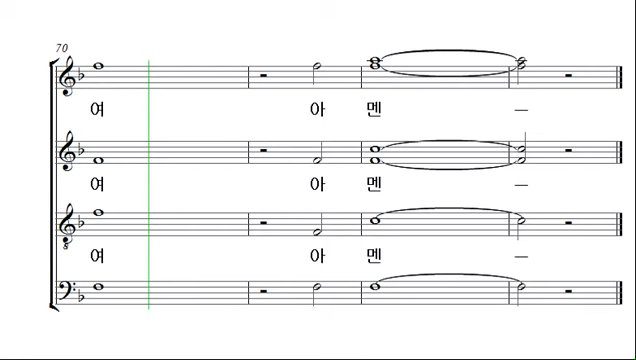 70
여 아 멘 —
여 아 멘 —
여 아 멘 —